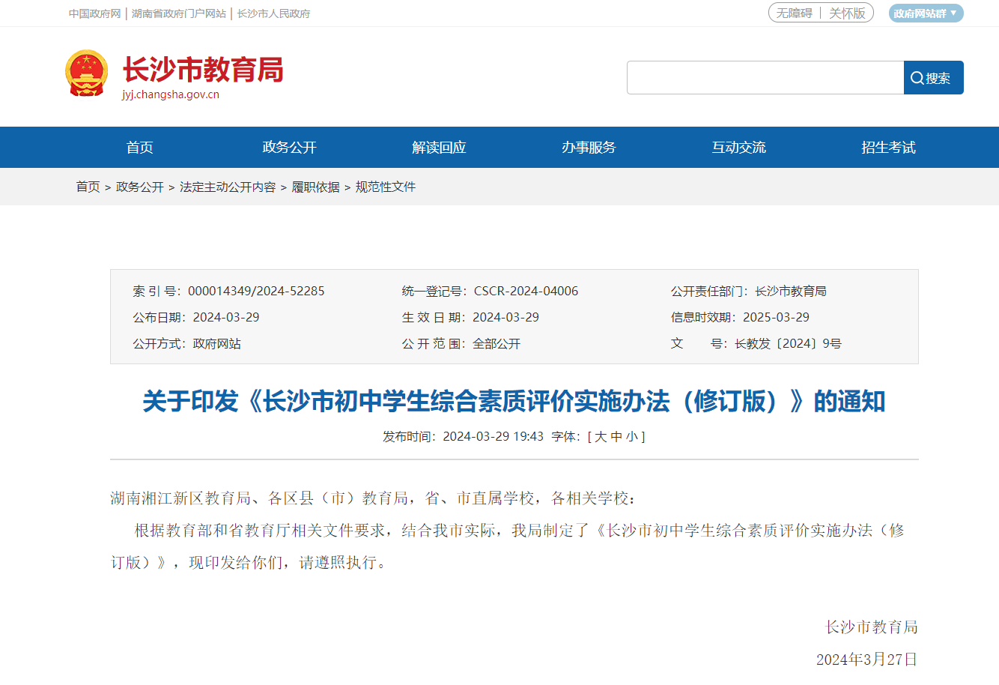 中国政府网 | 湖南省政府门户网站 | 长沙市人民政府
无障碍 | 关怀版
政府网站群 ▼
长沙市教育局
jyj.changsha.gov.cn
搜索
首页 政务公开 解读回应 办事服务 互动交流 招生考试
首页 > 政务公开 > 法定主动公开内容 > 履职依据 > 规范性文件
索 引 号：000014349/2024-52285 统一登记号：CSCR-2024-04006 公开责任部门：长沙市教育局
公布日期：2024-03-29 生 效 日 期：2024-03-29 信息时效期：2025-03-29
公开方式：政府网站 公 开 范 围：全部公开 文 号：长教发〔2024〕9号
关于印发《长沙市初中学生综合素质评价实施办法（修订版）》的通知
发布时间：2024-03-29 19:43 字体：[ 大 中 小 ]
湖南湘江新区教育局、各区县（市）教育局，省、市直属学校，各相关学校：
根据教育部和省教育厅相关文件要求，结合我市实际，我局制定了《长沙市初中学生综合素质评价实施办法（修
订版）》，现印发给你们，请遵照执行。
长沙市教育局
2024年3月27日